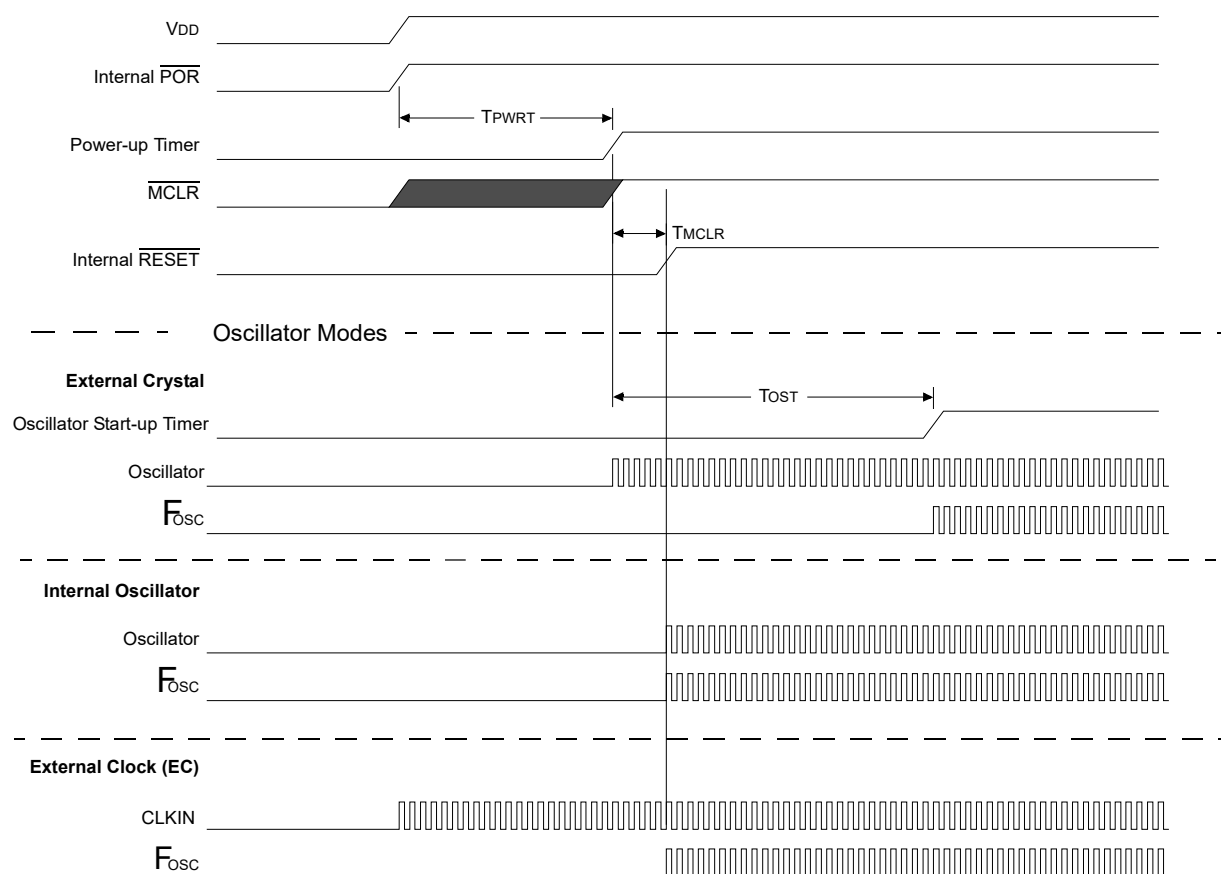 VDD
Internal POR
TPWRT
Power-up Timer
MCLR
TMCLR
Internal RESET
Oscillator Modes
External Crystal
TOST
Oscillator Start-up Timer
Oscillator
FOSC
Internal Oscillator
Oscillator
FOSC
External Clock (EC)
CLKIN
FOSC